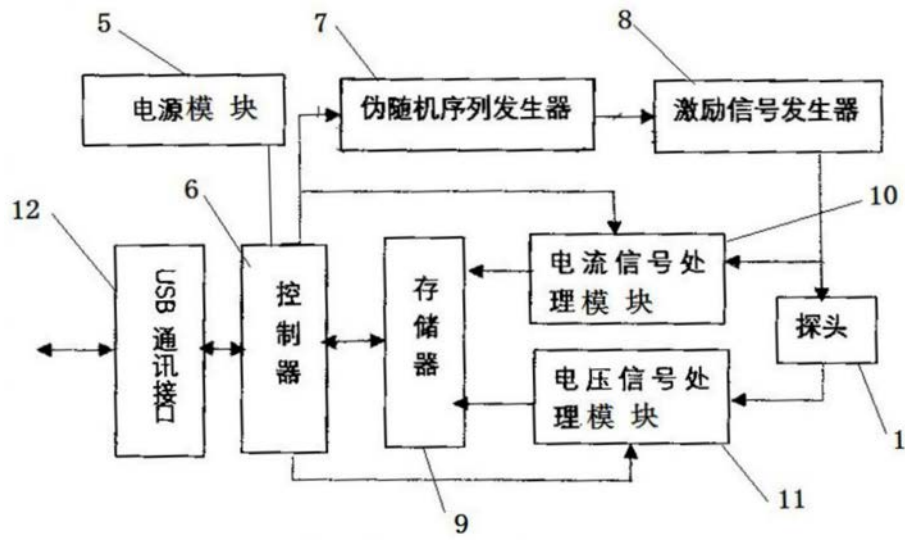 5
7
8
电源模 块
伪随机序列发生器
激励信号发生器
12
6
10
USB 通讯接口
控制器
存储器
电流信号处
理模 块
探头
电压信号处
理模 块
1
9
11